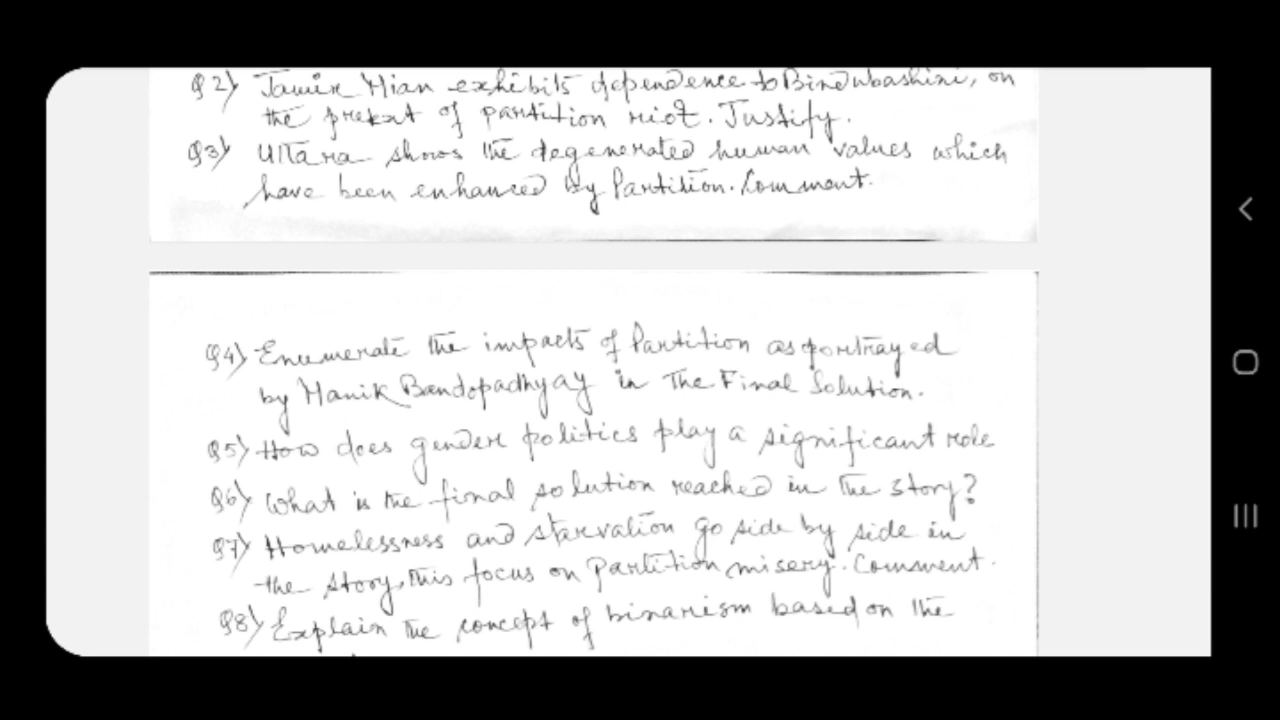 Q2) Tamir Mian exhibits dependence to Bindubashini, on
the pretext of partition riot. Justify.
Q3) Uttara shows the degenerated human values which
have been enhanced by Partition. Comment.
Q4) Enumerate the impacts of Partition as portrayed
by Manik Bandopadhyay in The Final Solution.
Q5) How does gender politics play a significant role
Q6) What is the final solution reached in the story?
Q7) Homelessness and starvation go side by side in
the story, this focus on partition misery. Comment.
Q8) Explain the concept of binarism based on the